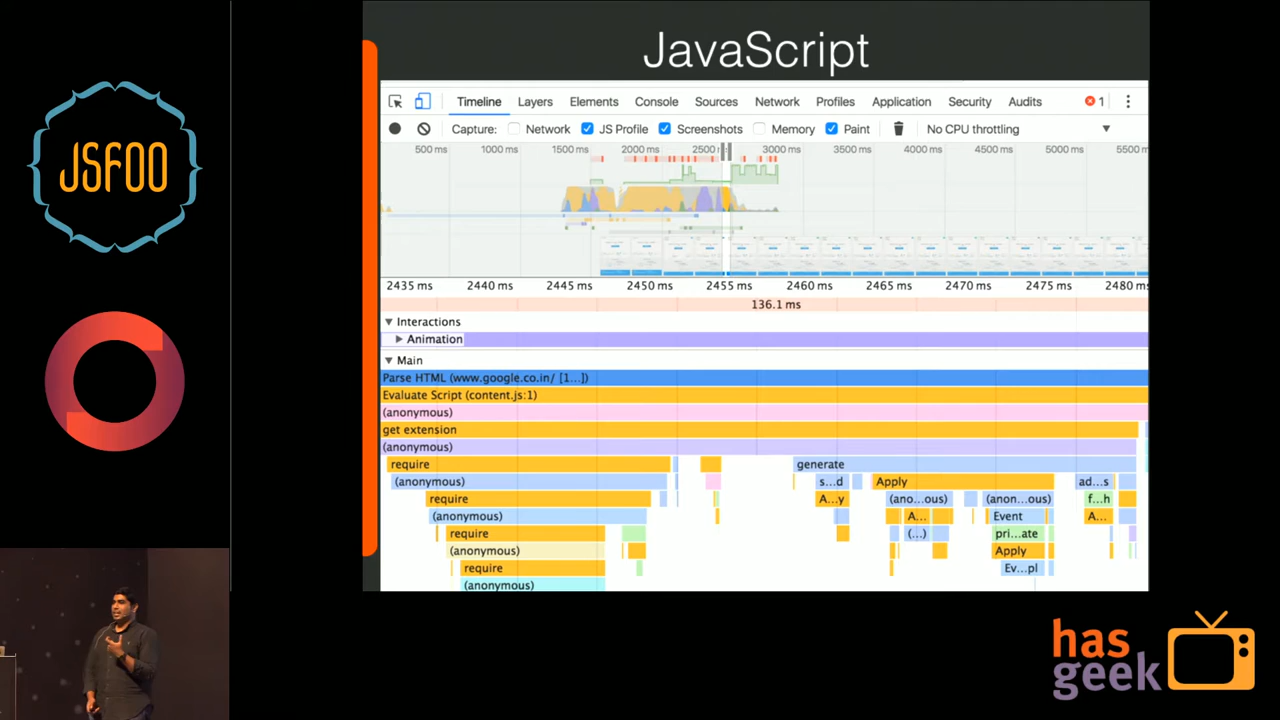 JavaScript
JSFOO
Timeline Layers Elements Console Sources Network Profiles Application Security Audits 1
Capture: Network JS Profile Screenshots Memory Paint No CPU throttling
500 ms 1000 ms 1500 ms 2000 ms 2500 ms 3000 ms 3500 ms 4000 ms 4500 ms 5000 ms 5500 ms
2435 ms 2440 ms 2445 ms 2450 ms 2455 ms 2460 ms 2465 ms 2470 ms 2475 ms 2480 ms
136.1 ms
Interactions
Animation
Main
Parse HTML (www.google.co.in/ [1...])
Evaluate Script (content.js:1)
(anonymous)
get extension
(anonymous)
require generate
(anonymous) s...d Apply ad...s
require A...y (ano...ous) (anon...ous) f...h
(anonymous) A... Event A...
require (...) pri...ate
(anonymous) Apply
require Ev...pl
(anonymous)
has
geek